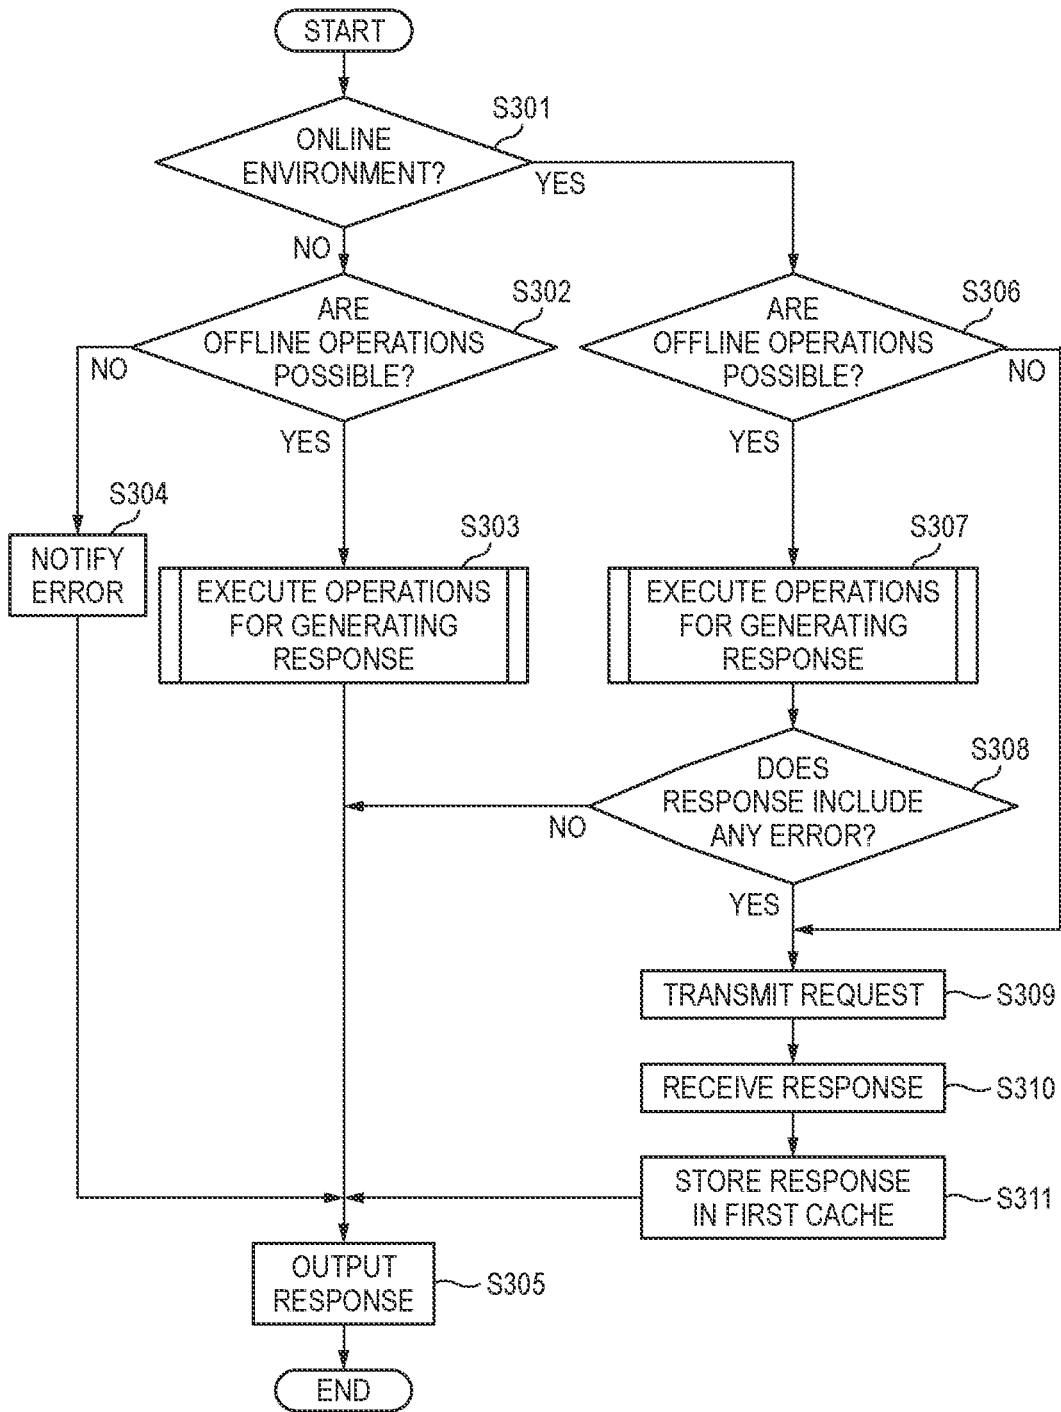 START
S301
ONLINE
ENVIRONMENT?
YES
NO
S302
ARE
OFFLINE OPERATIONS
POSSIBLE?
NO
YES
S306
ARE
OFFLINE OPERATIONS
POSSIBLE?
NO
YES
S304
NOTIFY
ERROR
S303
EXECUTE OPERATIONS
FOR GENERATING
RESPONSE
S307
EXECUTE OPERATIONS
FOR GENERATING
RESPONSE
S308
DOES
RESPONSE INCLUDE
ANY ERROR?
NO
YES
TRANSMIT REQUEST
S309
RECEIVE RESPONSE
S310
STORE RESPONSE
IN FIRST CACHE
S311
OUTPUT
RESPONSE
S305
END